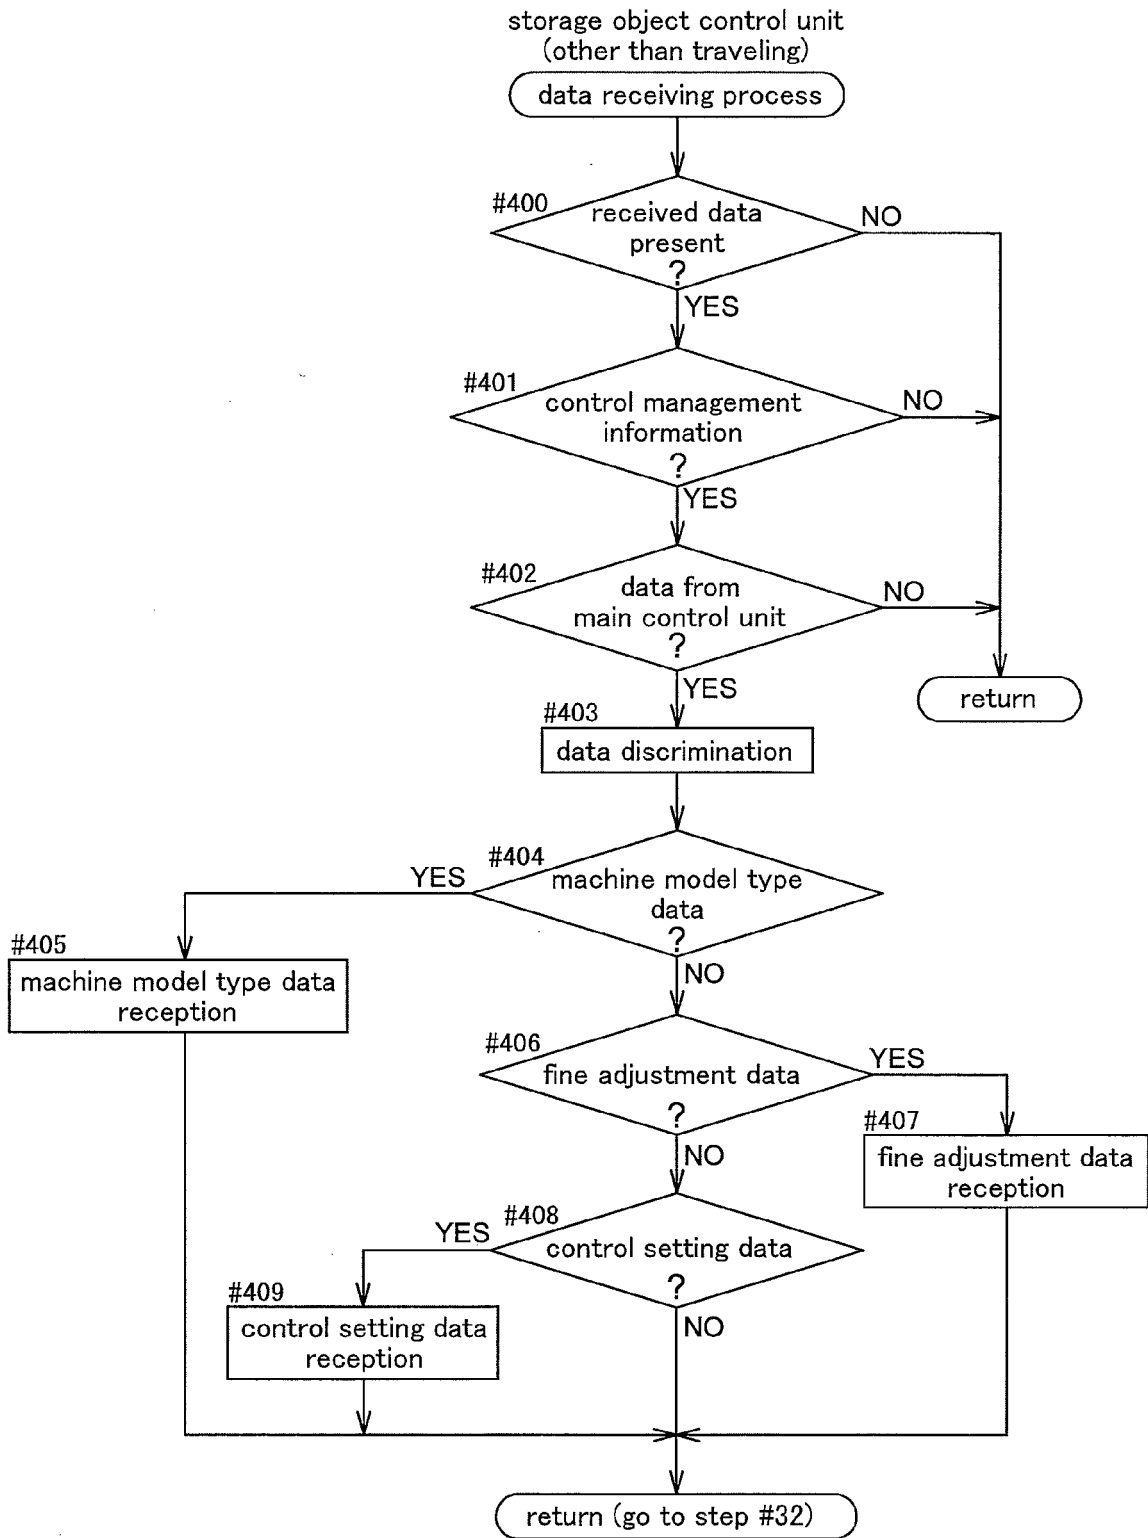 storage object control unit
(other than traveling)
data receiving process
#400
received data
present
?
NO
YES
#401
control management
information
?
NO
YES
#402
data from
main control unit
?
NO
YES
return
#403
data discrimination
#404
machine model type
data
?
YES
NO
#405
machine model type data
reception
#406
fine adjustment data
?
YES
NO
#407
fine adjustment data
reception
#408
control setting data
?
YES
NO
#409
control setting data
reception
return (go to step #32)